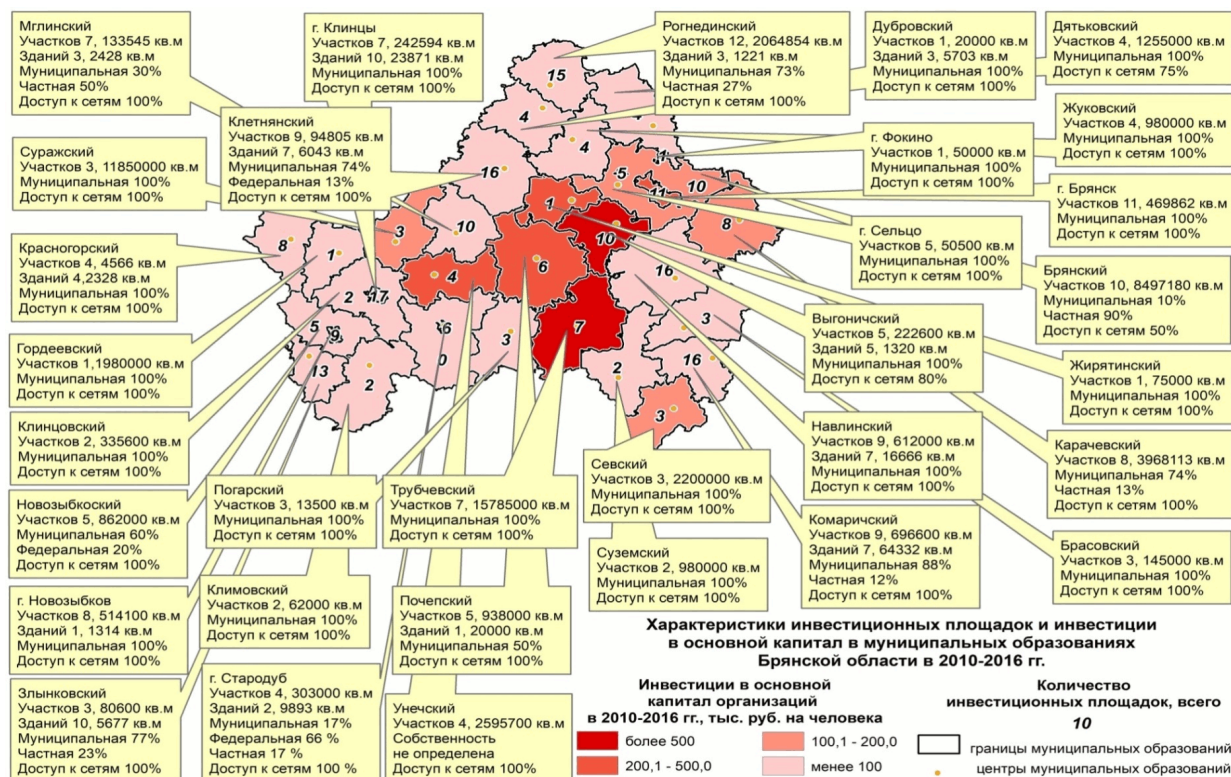 Мглинский
Участков 7, 133545 кв.м
Зданий 3, 2428 кв.м
Муниципальная 30%
Частная 50%
Доступ к сетям 100%
г. Клинцы
Участков 7, 242594 кв.м
Зданий 10, 23871 кв.м
Муниципальная 100%
Доступ к сетям 100%
Рогнединский
Участков 12, 2064854 кв.м
Зданий 3, 1221 кв.м
Муниципальная 73%
Частная 27%
Доступ к сетям 100%
Дубровский
Участков 1, 20000 кв.м
Зданий 3, 5703 кв.м
Муниципальная 100%
Доступ к сетям 100%
Дятьковский
Участков 4, 1255000 кв.м
Муниципальная 100%
Доступ к сетям 75%
Клетнянский
Участков 9, 94805 кв.м
Зданий 7, 6043 кв.м
Муниципальная 74%
Федеральная 13%
Доступ к сетям 100%
Суражский
Участков 3, 11850000 кв.м
Муниципальная 100%
Доступ к сетям 100%
г. Фокино
Участков 1, 50000 кв.м
Муниципальная 100%
Доступ к сетям 100%
Жуковский
Участков 4, 980000 кв.м
Муниципальная 100%
Доступ к сетям 100%
г. Брянск
Участков 11, 469862 кв.м
Муниципальная 100%
Доступ к сетям 100%
Красногорский
Участков 4, 4566 кв.м
Зданий 4,2328 кв.м
Муниципальная 100%
Доступ к сетям 100%
г. Сельцо
Участков 5, 50500 кв.м
Муниципальная 100%
Доступ к сетям 100%
Брянский
Участков 10, 8497180 кв.м
Муниципальная 10%
Частная 90%
Доступ к сетям 50%
Гордеевский
Участков 1,1980000 кв.м
Муниципальная 100%
Доступ к сетям 100%
Выгоничский
Участков 5, 222600 кв.м
Зданий 5, 1320 кв.м
Муниципальная 100%
Доступ к сетям 80%
Жирятинский
Участков 1, 75000 кв.м
Муниципальная 100%
Доступ к сетям 100%
Клинцовский
Участков 2, 335600 кв.м
Муниципальная 100%
Доступ к сетям 100%
Навлинский
Участков 9, 612000 кв.м
Зданий 7, 16666 кв.м
Муниципальная 100%
Доступ к сетям 100%
Карачевский
Участков 8, 3968113 кв.м
Муниципальная 74%
Частная 13%
Доступ к сетям 100%
Новозыбкоский
Участков 5, 862000 кв.м
Муниципальная 60%
Федеральная 20%
Доступ к сетям 100%
Погарский
Участков 3, 13500 кв.м
Муниципальная 100%
Доступ к сетям 100%
Трубчевский
Участков 7, 15785000 кв.м
Муниципальная 100%
Доступ к сетям 100%
Севский
Участков 3, 2200000 кв.м
Муниципальная 100%
Доступ к сетям 100%
Комаричский
Участков 9, 696600 кв.м
Зданий 7, 64332 кв.м
Муниципальная 88%
Частная 12%
Доступ к сетям 100%
Брасовский
Участков 3, 145000 кв.м
Муниципальная 100%
Доступ к сетям 100%
Суземский
Участков 2, 980000 кв.м
Муниципальная 100%
Доступ к сетям 100%
г. Новозыбков
Участков 8, 514100 кв.м
Зданий 1, 1314 кв.м
Муниципальная 100%
Доступ к сетям 100%
Климовский
Участков 2, 62000 кв.м
Муниципальная 100%
Доступ к сетям 100%
Почепский
Участков 5, 938000 кв.м
Зданий 1, 20000 кв.м
Муниципальная 50%
Доступ к сетям 100%
Злынковский
Участков 3, 80600 кв.м
Зданий 10, 5677 кв.м
Муниципальная 77%
Частная 23%
Доступ к сетям 100%
г. Стародуб
Участков 4, 303000 кв.м
Зданий 2, 9893 кв.м
Муниципальная 17%
Федеральная 66 %
Частная 17 %
Доступ к сетям 100 %
Унечский
Участков 4, 2595700 кв.м
Собственность
не определена
Доступ к сетям 100%
15
4
4
16
5
11
10
1
10
8
3
10
6
4
8
1
2
17
5
9
13
2
6
0
3
7
16
3
16
2
3
Характеристики инвестиционных площадок и инвестиции
в основной капитал в муниципальных образованиях
Брянской области в 2010-2016 гг.
Инвестиции в основной
капитал организаций
в 2010-2016 гг., тыс. руб. на человека
более 500
200,1 - 500,0
100,1 - 200,0
менее 100
Количество
инвестиционных площадок, всего
10
границы муниципальных образований
центры муниципальных образований